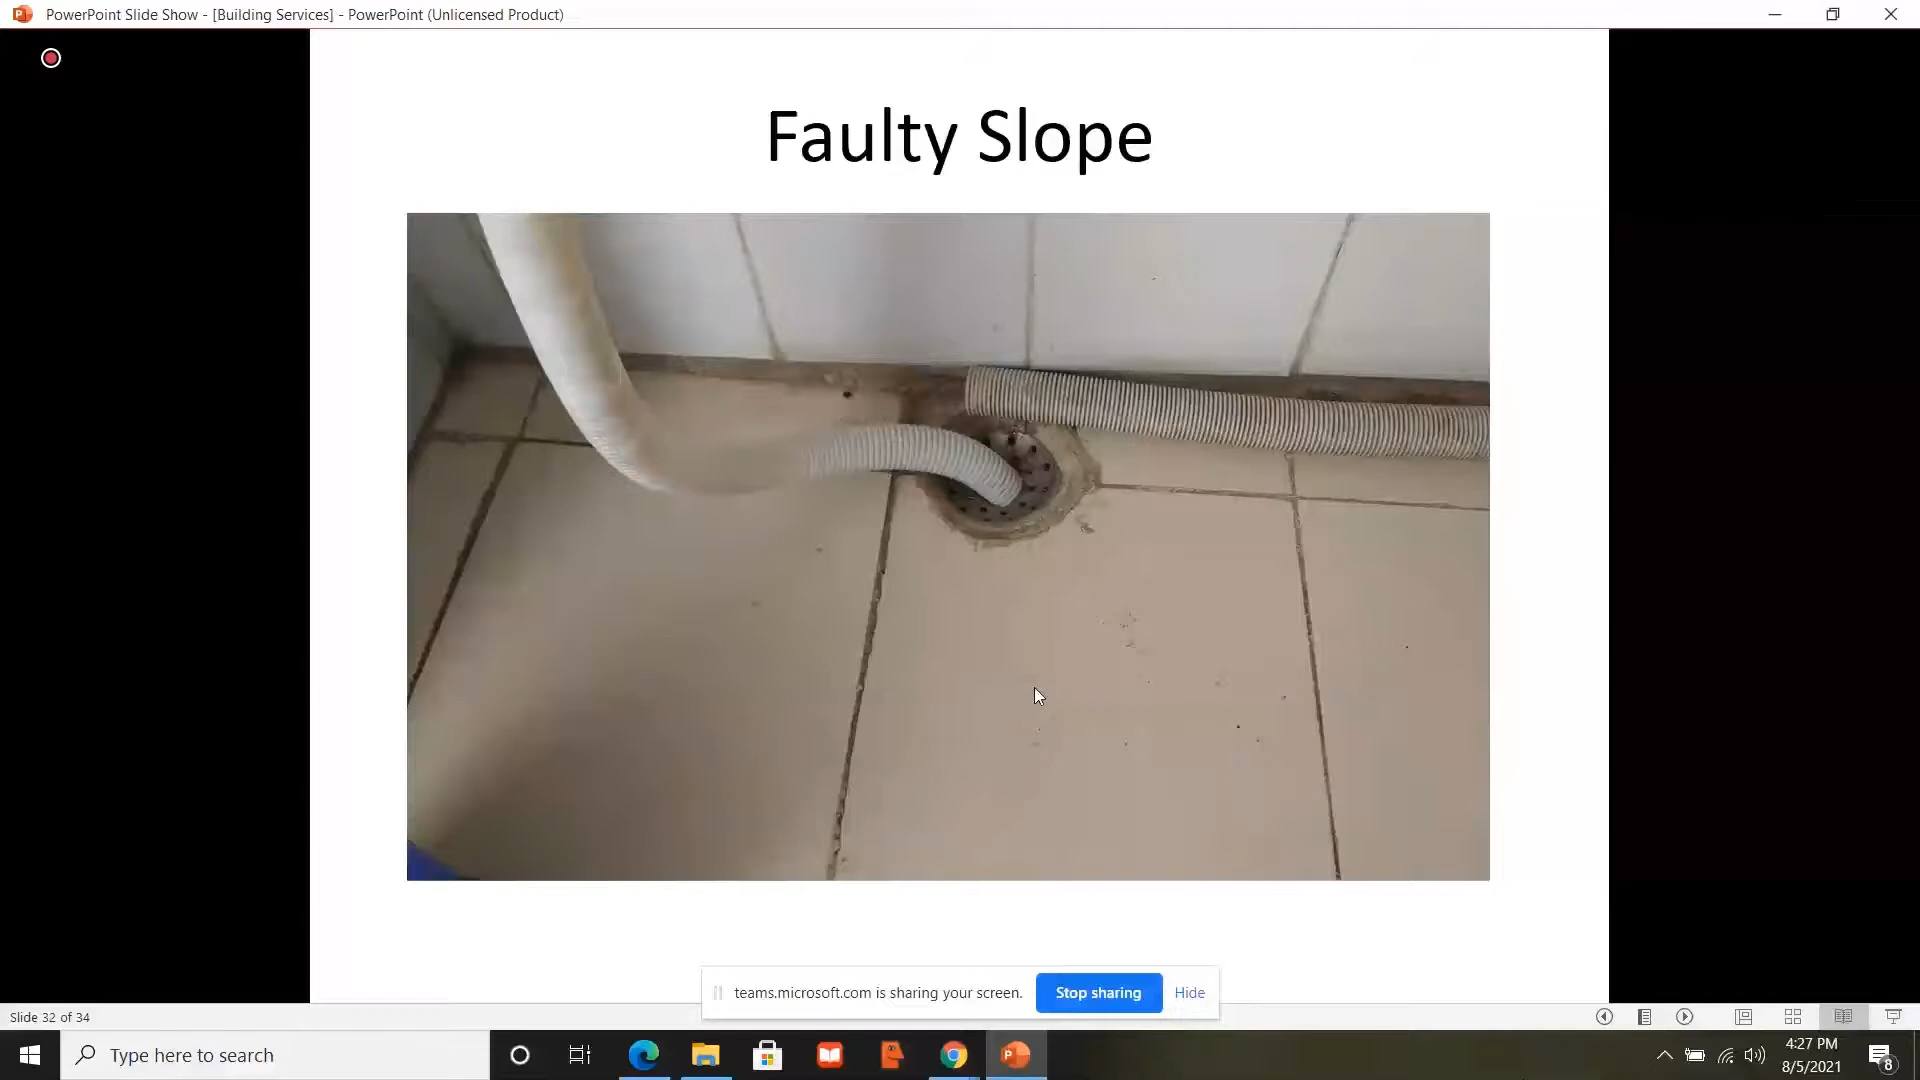 PowerPoint Slide Show - [Building Services] - PowerPoint (Unlicensed Product)
Faulty Slope
teams.microsoft.com is sharing your screen.
Stop sharing
Hide
Slide 32 of 34
Type here to search
4:27 PM
8/5/2021
8